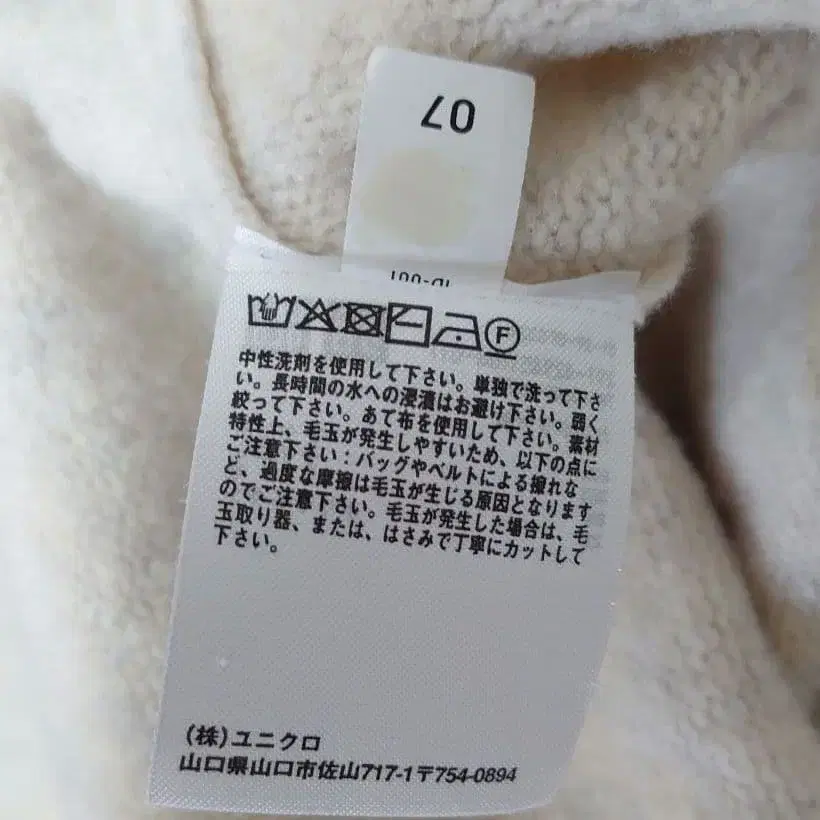 07
ID-001
F
中性洗剤を使用して下さい。単独で洗って下さ
い。長時間の水への浸漬はお避け下さい。弱く
絞って下さい。あて布を使用して下さい。素材
特性上、毛玉が発生しやすいため、以下の点に
ご注意下さい：バッグやベルトによる擦れな
ど、過度な摩擦は毛玉が生じる原因となります
のでご注意下さい。毛玉が発生した場合は、毛
玉取り器、または、はさみで丁寧にカットして
下さい。
(株)ユニクロ
山口県山口市佐山717-1〒754-0894